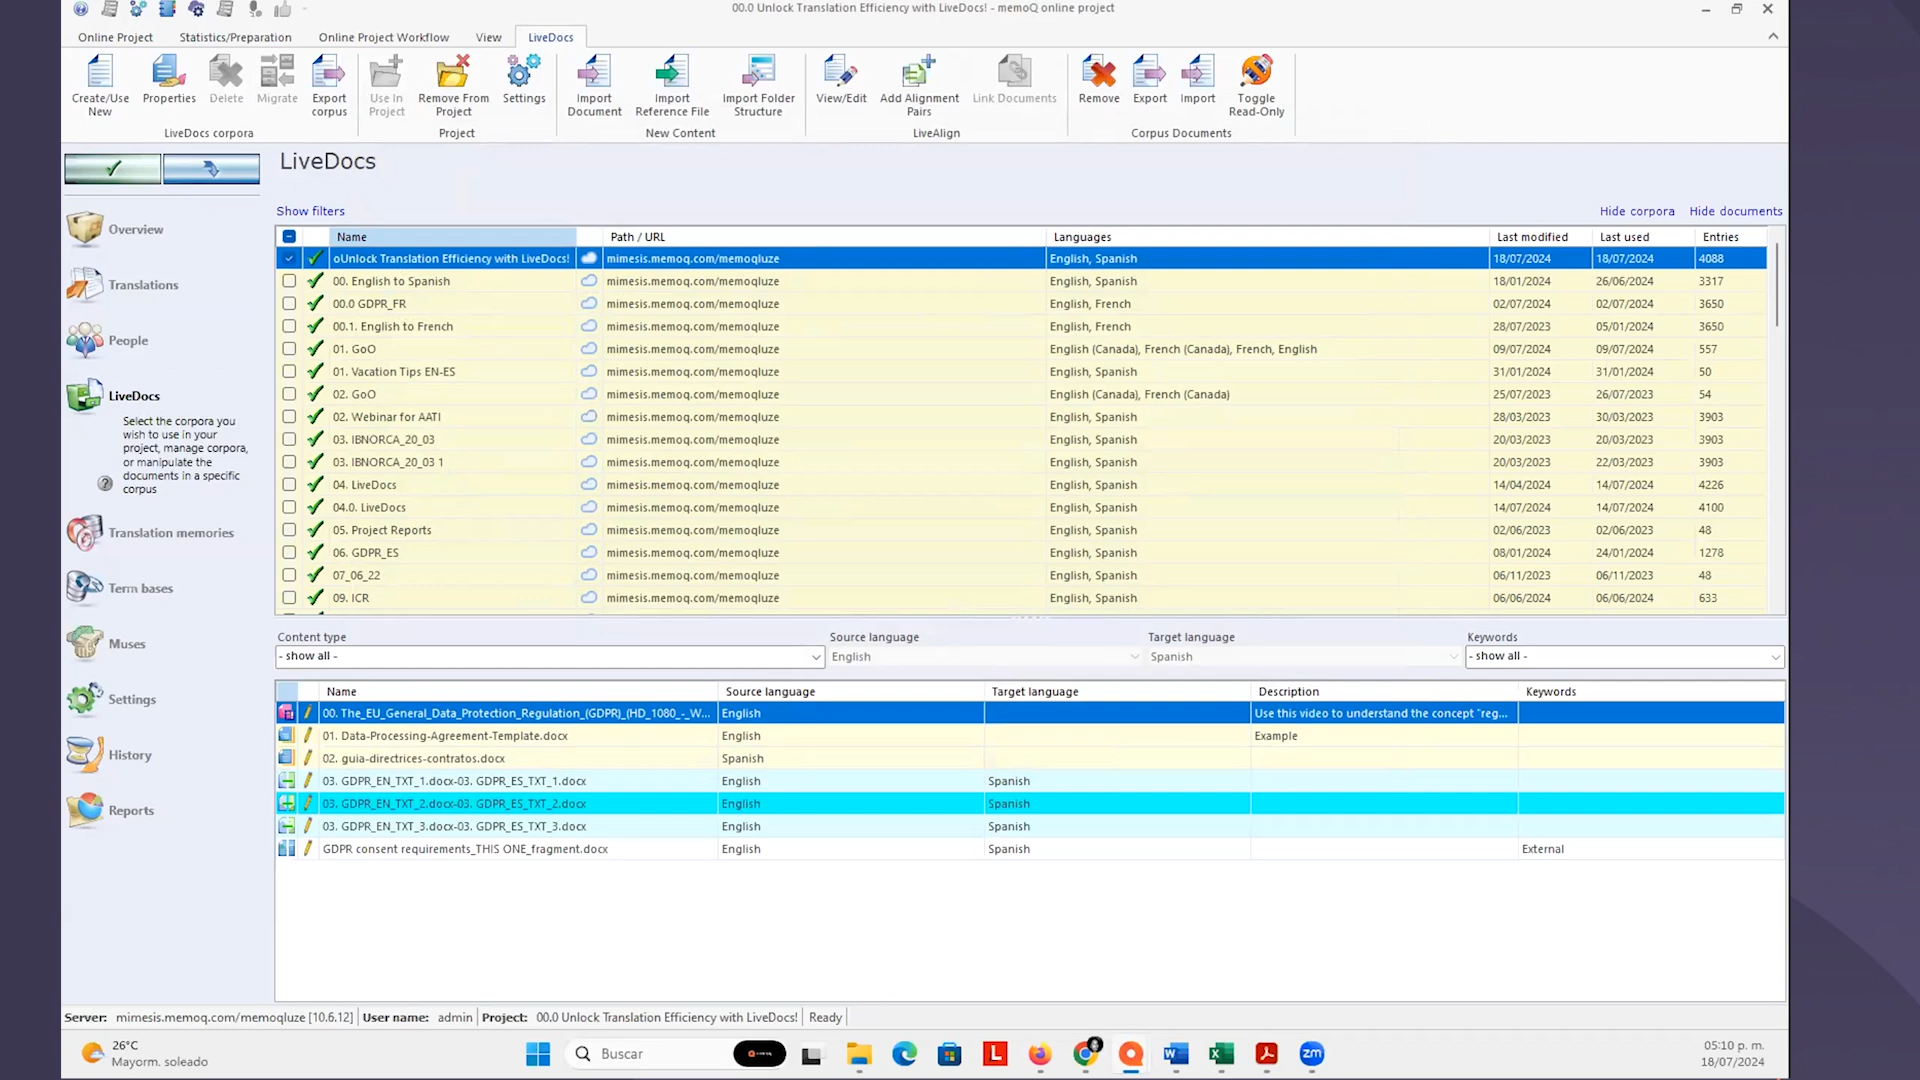 00.0 Unlock Translation Efficiency with LiveDocs! - memoQ online project
Online Project Statistics/Preparation Online Project Workflow View LiveDocs
Create/Use New
Properties
Delete
Migrate
Export corpus
LiveDocs corpora
Use In Project
Remove From Project
Settings
Project
Import Document
Import Reference File
Import Folder Structure
New Content
View/Edit
Add Alignment Pairs
Link Documents
LiveAlign
Remove
Export
Import
Toggle Read-Only
Corpus Documents
LiveDocs
Show filters
Hide corpora Hide documents
Overview
Translations
People
LiveDocs
Select the corpora you
wish to use in your
project, manage corpora,
or manipulate the
documents in a specific
corpus
Translation memories
Term bases
Muses
Settings
History
Reports
Name Path / URL Languages Last modified Last used Entries
oUnlock Translation Efficiency with LiveDocs! mimesis.memoq.com/memoqluze English, Spanish 18/07/2024 18/07/2024 4088
00. English to Spanish mimesis.memoq.com/memoqluze English, Spanish 18/01/2024 26/06/2024 3317
00.0 GDPR_FR mimesis.memoq.com/memoqluze English, French 02/07/2024 02/07/2024 3650
00.1. English to French mimesis.memoq.com/memoqluze English, French 28/07/2023 05/01/2024 3650
01. GoO mimesis.memoq.com/memoqluze English (Canada), French (Canada), French, English 09/07/2024 09/07/2024 557
01. Vacation Tips EN-ES mimesis.memoq.com/memoqluze English, Spanish 31/01/2024 31/01/2024 50
02. GoO mimesis.memoq.com/memoqluze English (Canada), French (Canada) 25/07/2023 26/07/2023 54
02. Webinar for AATI mimesis.memoq.com/memoqluze English, Spanish 28/03/2023 30/03/2023 3903
03. IBNORCA_20_03 mimesis.memoq.com/memoqluze English, Spanish 20/03/2023 20/03/2023 3903
03. IBNORCA_20_03 1 mimesis.memoq.com/memoqluze English, Spanish 20/03/2023 22/03/2023 3903
04. LiveDocs mimesis.memoq.com/memoqluze English, Spanish 14/04/2024 14/07/2024 4226
04.0. LiveDocs mimesis.memoq.com/memoqluze English, Spanish 14/07/2024 14/07/2024 4100
05. Project Reports mimesis.memoq.com/memoqluze English, Spanish 02/06/2023 02/06/2023 48
06. GDPR_ES mimesis.memoq.com/memoqluze English, Spanish 08/01/2024 24/01/2024 1278
07_06_22 mimesis.memoq.com/memoqluze English, Spanish 06/11/2023 06/11/2023 48
09. ICR mimesis.memoq.com/memoqluze English, Spanish 06/06/2024 06/06/2024 633
Content type Source language Target language Keywords
- show all - English Spanish - show all -
Name Source language Target language Description Keywords
00. The_EU_General_Data_Protection_Regulation_(GDPR)_(HD_1080_-_W... English Use this video to understand the concept "reg...
01. Data-Processing-Agreement-Template.docx English Example
02. guia-directrices-contratos.docx Spanish
03. GDPR_EN_TXT_1.docx-03. GDPR_ES_TXT_1.docx English Spanish
03. GDPR_EN_TXT_2.docx-03. GDPR_ES_TXT_2.docx English Spanish
03. GDPR_EN_TXT_3.docx-03. GDPR_ES_TXT_3.docx English Spanish
GDPR consent requirements_THIS ONE_fragment.docx English Spanish External
Server: mimesis.memoq.com/memoqluze [10.6.12] User name: admin Project: 00.0 Unlock Translation Efficiency with LiveDocs! Ready
26°C
Mayorm. soleado
Buscar
L
zm
05:10 p. m.
18/07/2024